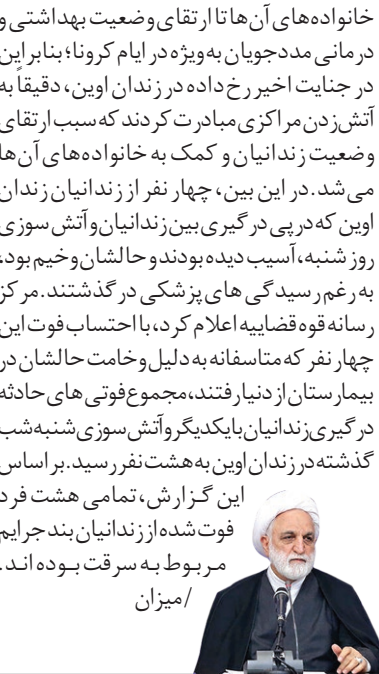 خانواده‌های آن‌ها تا ارتقای وضعیت بهداشتی و
درمانی مددجویان به‌ویژه در ایام کرونا؛ بنابراین
در جنایت اخیر رخ داده در زندان اوین، دقیقاً به
آتش‌زدن مراکزی مبادرت کردند که سبب ارتقای
وضعیت زندانیان و کمک به خانواده‌های آن‌ها
می‌شد. در این بین، چهار نفر از زندانیان زندان
اوین که در پی درگیری بین زندانیان و آتش سوزی
روز شنبه، آسیب دیده بودند و حالشان وخیم بود،
به رغم رسیدگی های پزشکی در گذشتند. مرکز
رسانه قوه قضاییه اعلام کرد، با احتساب فوت این
چهار نفر که متاسفانه به دلیل وخامت حالشان در
بیمارستان از دنیا رفتند، مجموع فوتی های حادثه
درگیری زندانیان با یکدیگر و آتش سوزی شنبه شب
گذشته در زندان اوین به هشت نفر رسید. بر اساس
این گزارش، تمامی هشت فرد
فوت شده از زندانیان بند جرایم
مربوط به سرقت بوده اند.
/میزان